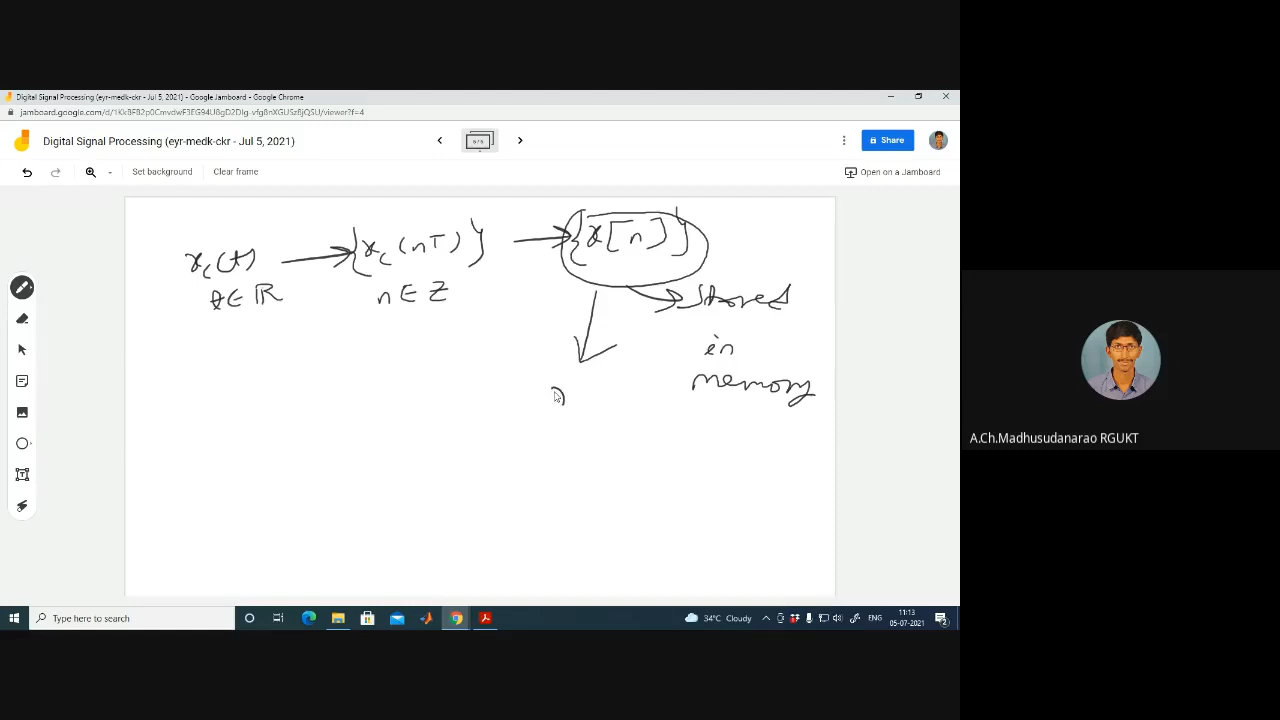 Digital Signal Processing (eyr-medk-ckr - Jul 5, 2021) - Google Jamboard - Google Chrome
Digital Signal Processing (eyr-medk-ckr - Jul 5, 2021)
Share
Set background
Clear frame
Open on a Jamboard
x_c(t) → {x_c(nT)} → {x[n]}
t∈ℝ
n∈Z
→ stored
in
memory
A.Ch.Madhusudanarao RGUKT
Type here to search
34°C Cloudy
ENG
11:13
05-07-2021